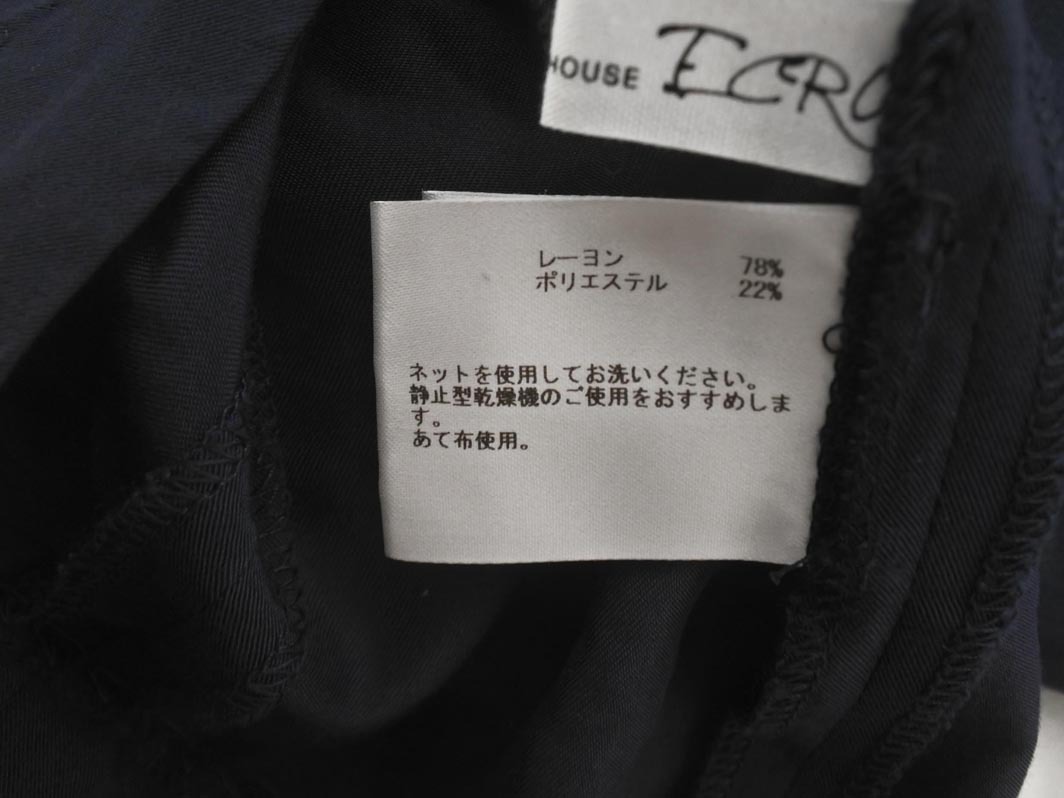 HOUSE ECRO
レーヨン 78%
ポリエステル 22%
ネットを使用してお洗いください。
静止型乾燥機のご使用をおすすめしま
す。
あて布使用。